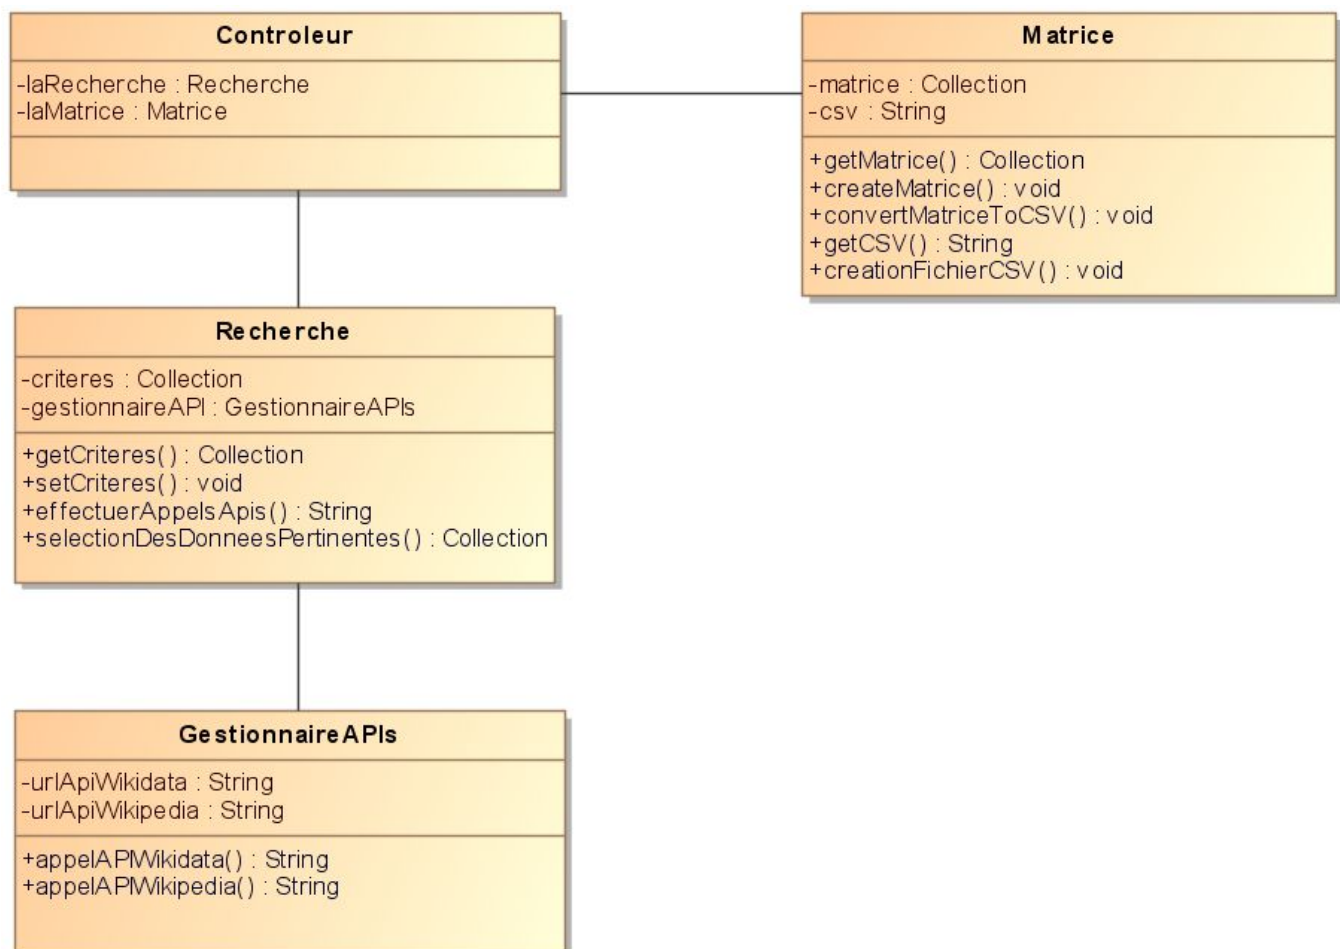 Controleur
-laRecherche : Recherche
-laMatrice : Matrice
Matrice
-matrice : Collection
-csv : String
+getMatrice() : Collection
+createMatrice() : void
+convertMatriceToCSV() : void
+getCSV() : String
+creationFichierCSV() : void
Recherche
-criteres : Collection
-gestionnaireAPI : GestionnaireAPIs
+getCriteres() : Collection
+setCriteres() : void
+effectuerAppelsApis() : String
+selectionDesDonneesPertinentes() : Collection
GestionnaireAPIs
-urlApiWikidata : String
-urlApiWikipedia : String
+appelAPIWikidata() : String
+appelAPIWikipedia() : String